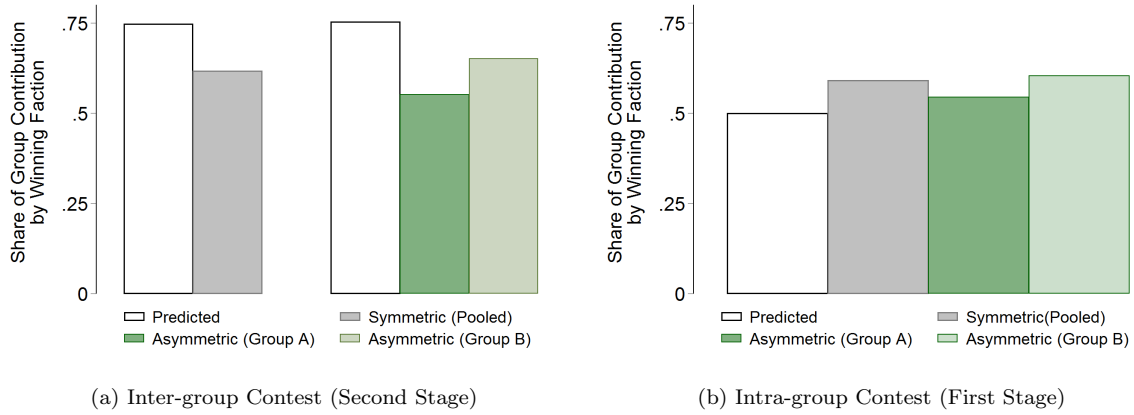 Share of Group Contribution
by Winning Faction
.75
.5
.25
0
Predicted
Symmetric (Pooled)
Asymmetric (Group A)
Asymmetric (Group B)
(a) Inter-group Contest (Second Stage)
Share of Group Contribution
by Winning Faction
.75
.5
.25
0
Predicted
Symmetric(Pooled)
Asymmetric (Group A)
Asymmetric (Group B)
(b) Intra-group Contest (First Stage)